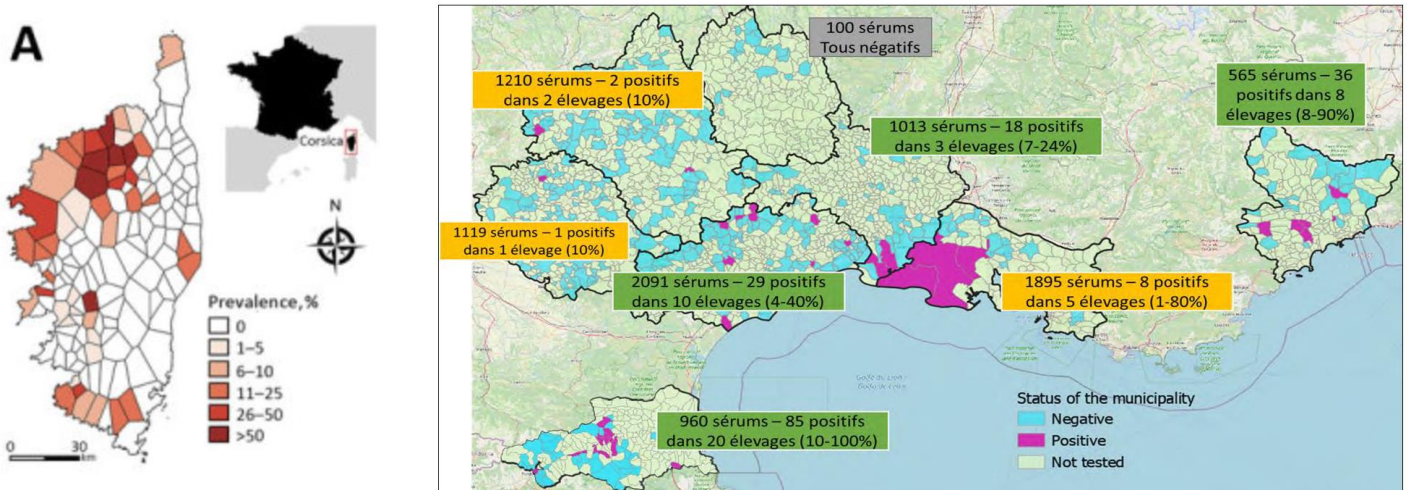 A
Corsica
N
Prevalence, %
0
1–5
6–10
11–25
26–50
>50
0 30
km
100 sérums
Tous négatifs
1210 sérums – 2 positifs
dans 2 élevages (10%)
565 sérums – 36
positifs dans 8
élevages (8-90%)
1013 sérums – 18 positifs
dans 3 élevages (7-24%)
1119 sérums – 1 positifs
dans 1 élevage (10%)
2091 sérums – 29 positifs
dans 10 élevages (4-40%)
1895 sérums – 8 positifs
dans 5 élevages (1-80%)
960 sérums – 85 positifs
dans 20 élevages (10-100%)
Status of the municipality
Negative
Positive
Not tested